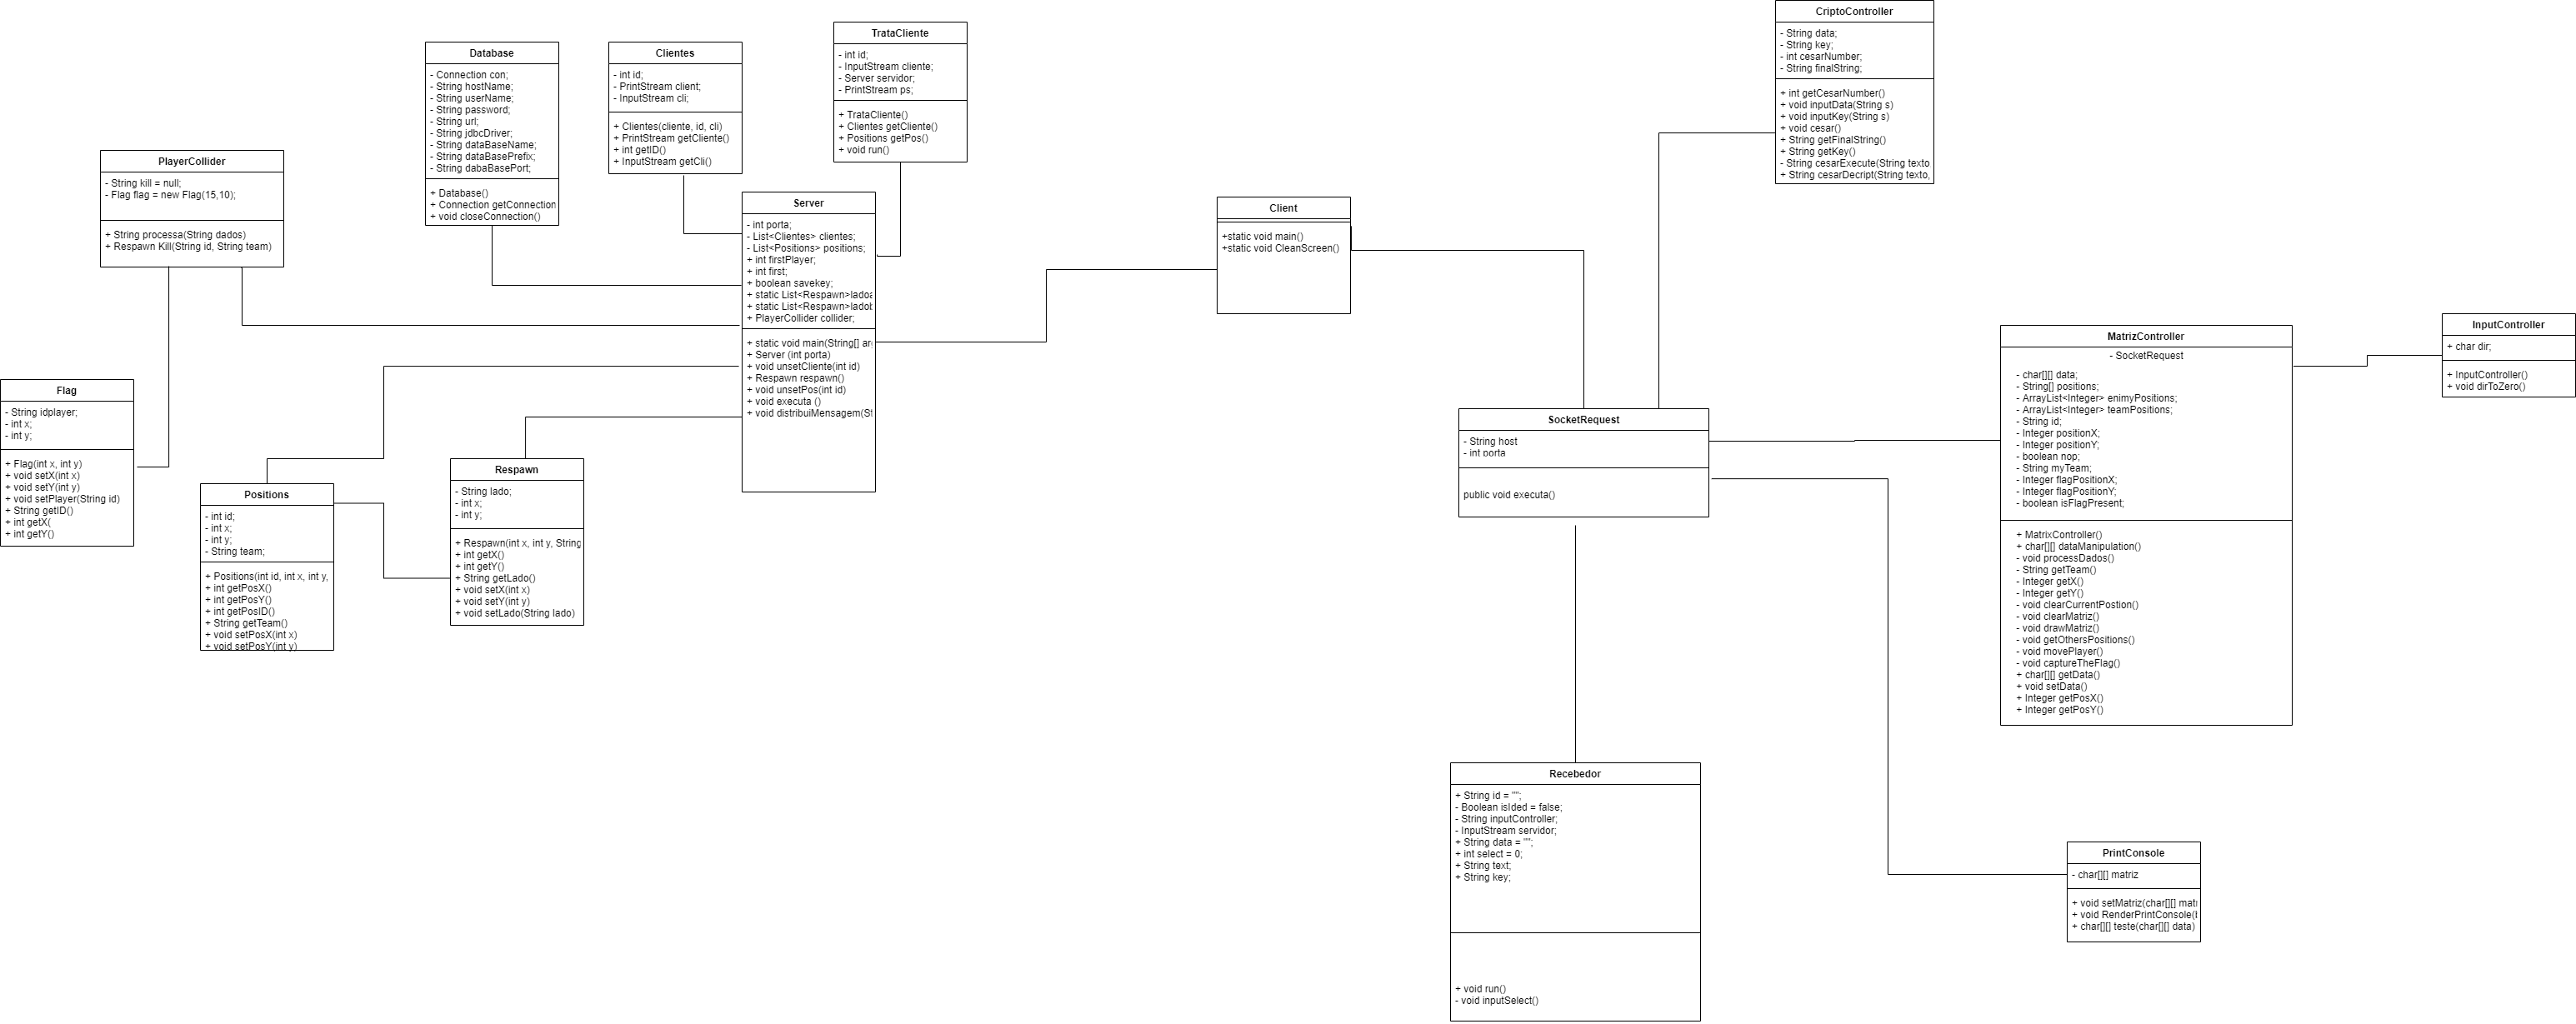 CriptoController
- String data;
- String key;
- int cesarNumber;
- String finalString;
+ int getCesarNumber()
+ void inputData(String s)
+ void inputKey(String s)
+ void cesar()
+ String getFinalString()
+ String getKey()
- String cesarExecute(String texto
+ String cesarDecript(String texto,
TrataCliente
- int id;
- InputStream cliente;
- Server servidor;
- PrintStream ps;
+ TrataCliente()
+ Clientes getCliente()
+ Positions getPos()
+ void run()
Database
- Connection con;
- String hostName;
- String userName;
- String password;
- String url;
- String jdbcDriver;
- String dataBaseName;
- String dataBasePrefix;
- String dabaBasePort;
+ Database()
+ Connection getConnection
+ void closeConnection()
Clientes
- int id;
- PrintStream client;
- InputStream cli;
+ Clientes(cliente, id, cli)
+ PrintStream getCliente()
+ int getID()
+ InputStream getCli()
PlayerCollider
- String kill = null;
- Flag flag = new Flag(15,10);
+ String processa(String dados)
+ Respawn Kill(String id, String team)
Server
- int porta;
- List<Clientes> clientes;
- List<Positions> positions;
+ int firstPlayer;
+ int first;
+ boolean savekey;
+ static List<Respawn>lado
+ static List<Respawn>lado
+ PlayerCollider collider;
+ static void main(String[] ar
+ Server (int porta)
+ void unsetCliente(int id)
+ Respawn respawn()
+ void unsetPos(int id)
+ void executa ()
+ void distribuiMensagem(S
Client
+static void main()
+static void CleanScreen()
InputController
+ char dir;
+ InputController()
+ void dirToZero()
MatrizController
- SocketRequest
- char[][] data;
- String[] positions;
- ArrayList<Integer> enimyPositions;
- ArrayList<Integer> teamPositions;
- String id;
- Integer positionX;
- Integer positionY;
- boolean nop;
- String myTeam;
- Integer flagPositionX;
- Integer flagPositionY;
- boolean isFlagPresent;
+ MatrixController()
+ char[][] dataManipulation()
- void processDados()
- String getTeam()
- Integer getX()
- Integer getY()
- void clearCurrentPostion()
- void clearMatriz()
- void drawMatriz()
- void getOthersPositions()
- void movePlayer()
- void captureTheFlag()
+ char[][] getData()
+ void setData()
+ Integer getPosX()
+ Integer getPosY()
Flag
- String idplayer;
- int x;
- int y;
+ Flag(int x, int y)
+ void setX(int x)
+ void setY(int y)
+ void setPlayer(String id)
+ String getID()
+ int getX(
+ int getY()
SocketRequest
- String host
- int porta
public void executa()
Respawn
- String lado;
- int x;
- int y;
+ Respawn(int x, int y, String
+ int getX()
+ int getY()
+ String getLado()
+ void setX(int x)
+ void setY(int y)
+ void setLado(String lado)
Positions
- int id;
- int x;
- int y;
- String team;
+ Positions(int id, int x, int y,
+ int getPosX()
+ int getPosY()
+ int getPosID()
+ String getTeam()
+ void setPosX(int x)
+ void setPosY(int y)
Recebedor
+ String id = "";
- Boolean isIded = false;
- String inputController;
- InputStream servidor;
+ String data = "";
+ int select = 0;
+ String text;
+ String key;
+ void run()
- void inputSelect()
PrintConsole
- char[][] matriz
+ void setMatriz(char[][] mat
+ void RenderPrintConsole(
+ char[][] teste(char[][] data)